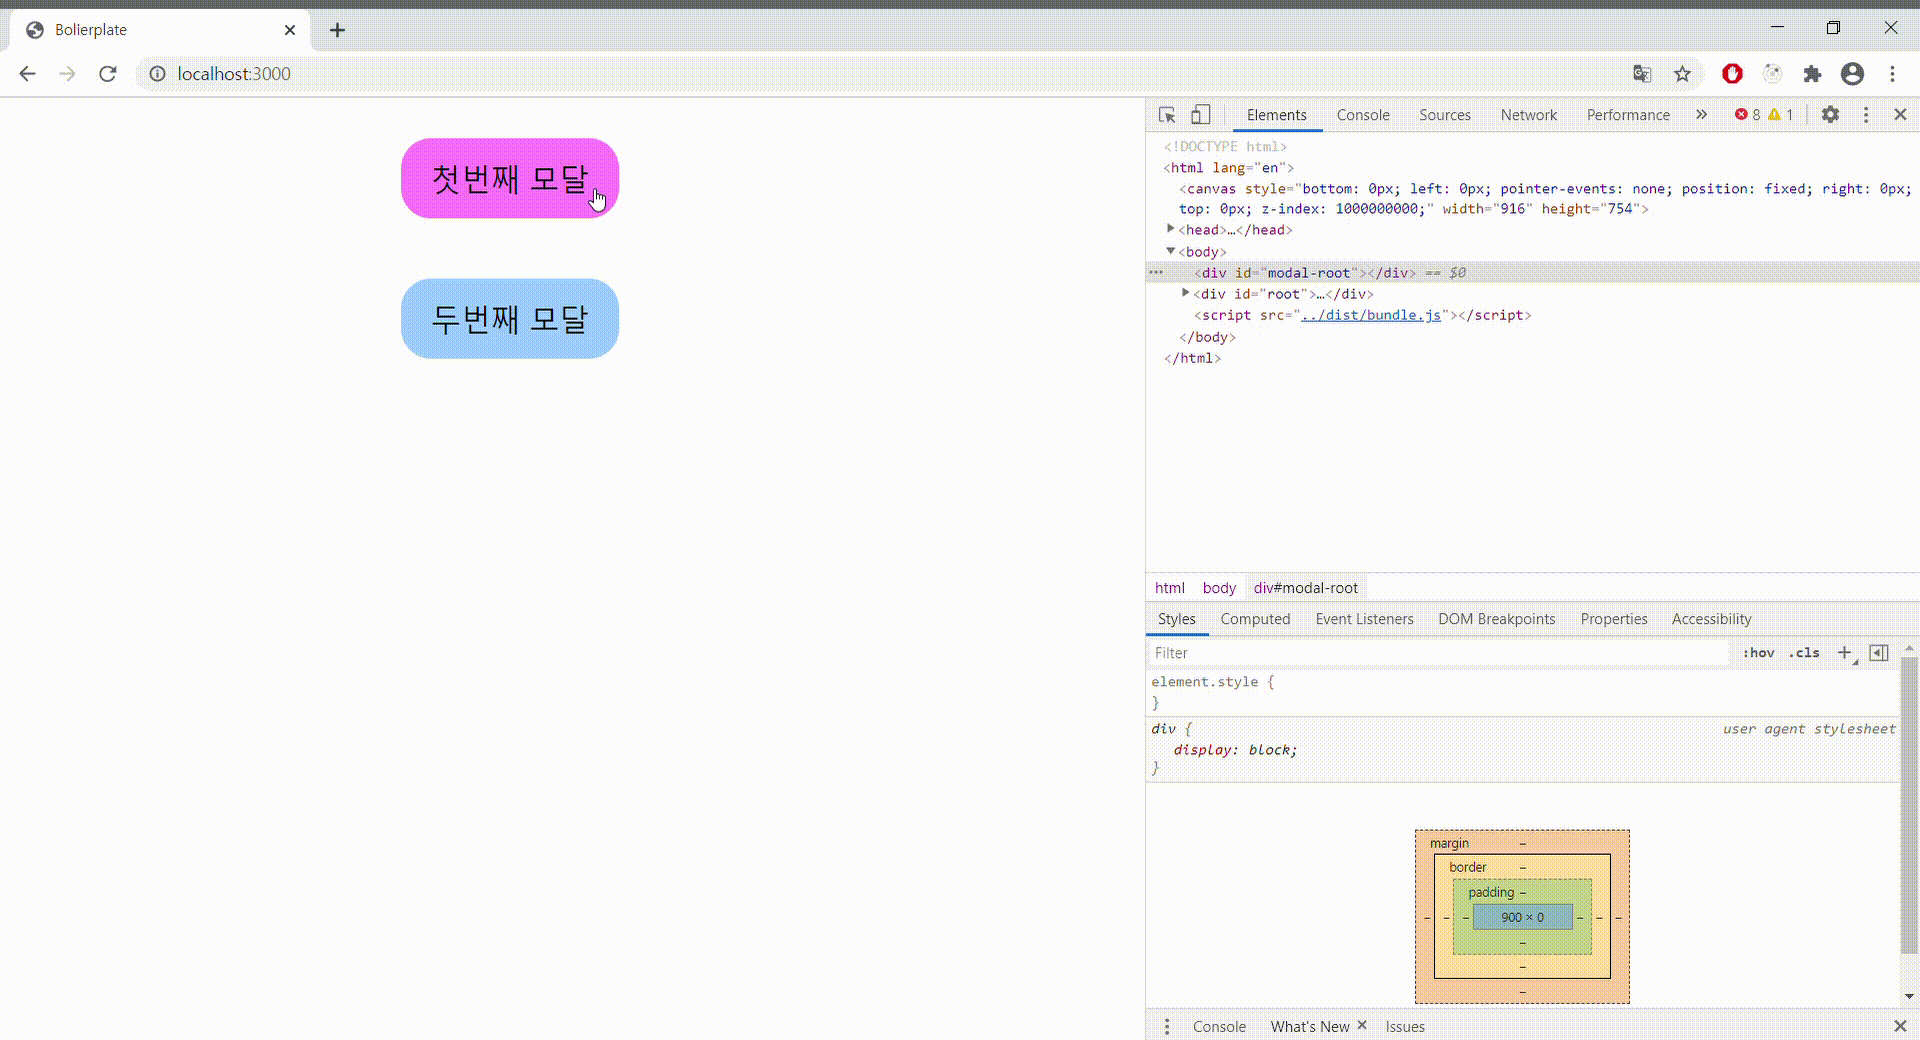 Bolierplate
localhost:3000
첫번째 모달
두번째 모달
Elements Console Sources Network Performance » 8 1
<!DOCTYPE html>
<html lang="en">
<canvas style="bottom: 0px; left: 0px; pointer-events: none; position: fixed; right: 0px;
top: 0px; z-index: 1000000000;" width="916" height="754">
<head>…</head>
<body>
<div id="modal-root"></div> == $0
<div id="root">…</div>
<script src="../dist/bundle.js"></script>
</body>
</html>
html body div#modal-root
Styles Computed Event Listeners DOM Breakpoints Properties Accessibility
Filter :hov .cls +
element.style {
}
div { user agent stylesheet
display: block;
}
margin –
border –
padding –
– – – 900 × 0 – – –
–
–
–
Console What's New × Issues